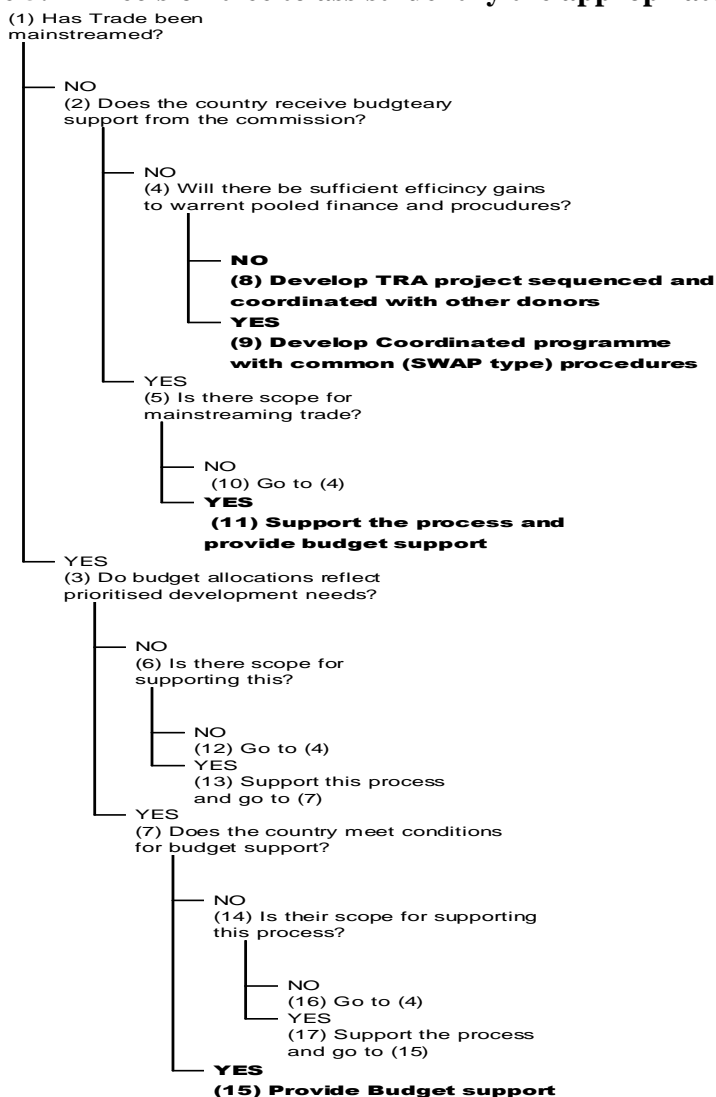 (1) Has Trade been
mainstreamed?
NO
(2) Does the country receive budgteary
support from the commission?
NO
(4) Will there be sufficient efficincy gains
to warrent pooled finance and procudures?
NO
(8) Develop TRA project sequenced and
coordinated with other donors
YES
(9) Develop Coordinated programme
with common (SWAP type) procedures
YES
(5) Is there scope for
mainstreaming trade?
NO
(10) Go to (4)
YES
(11) Support the process and
provide budget support
YES
(3) Do budget allocations reflect
prioritised development needs?
NO
(6) Is there scope for
supporting this?
NO
(12) Go to (4)
YES
(13) Support this process
and go to (7)
YES
(7) Does the country meet conditions
for budget support?
NO
(14) Is their scope for supporting
this process?
NO
(16) Go to (4)
YES
(17) Support the process
and go to (15)
YES
(15) Provide Budget support